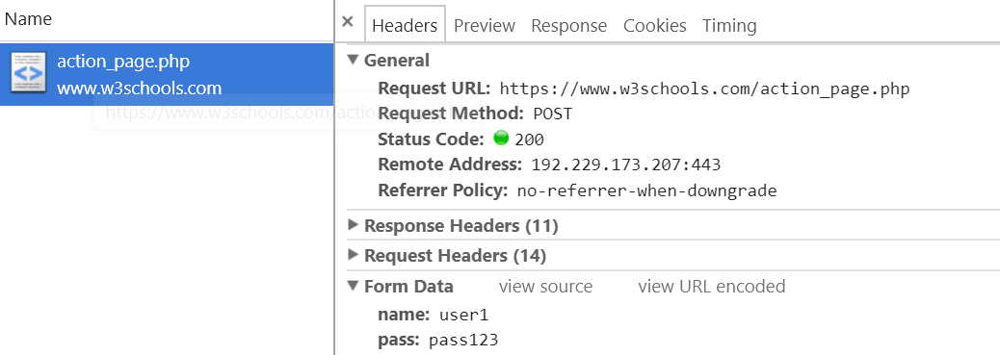 Name
action_page.php
www.w3schools.com
https://www.w3schools.com/action_page.php
× Headers Preview Response Cookies Timing
▼ General
Request URL: https://www.w3schools.com/action_page.php
Request Method: POST
Status Code: 200
Remote Address: 192.229.173.207:443
Referrer Policy: no-referrer-when-downgrade
▶ Response Headers (11)
▶ Request Headers (14)
▼ Form Data view source view URL encoded
name: user1
pass: pass123